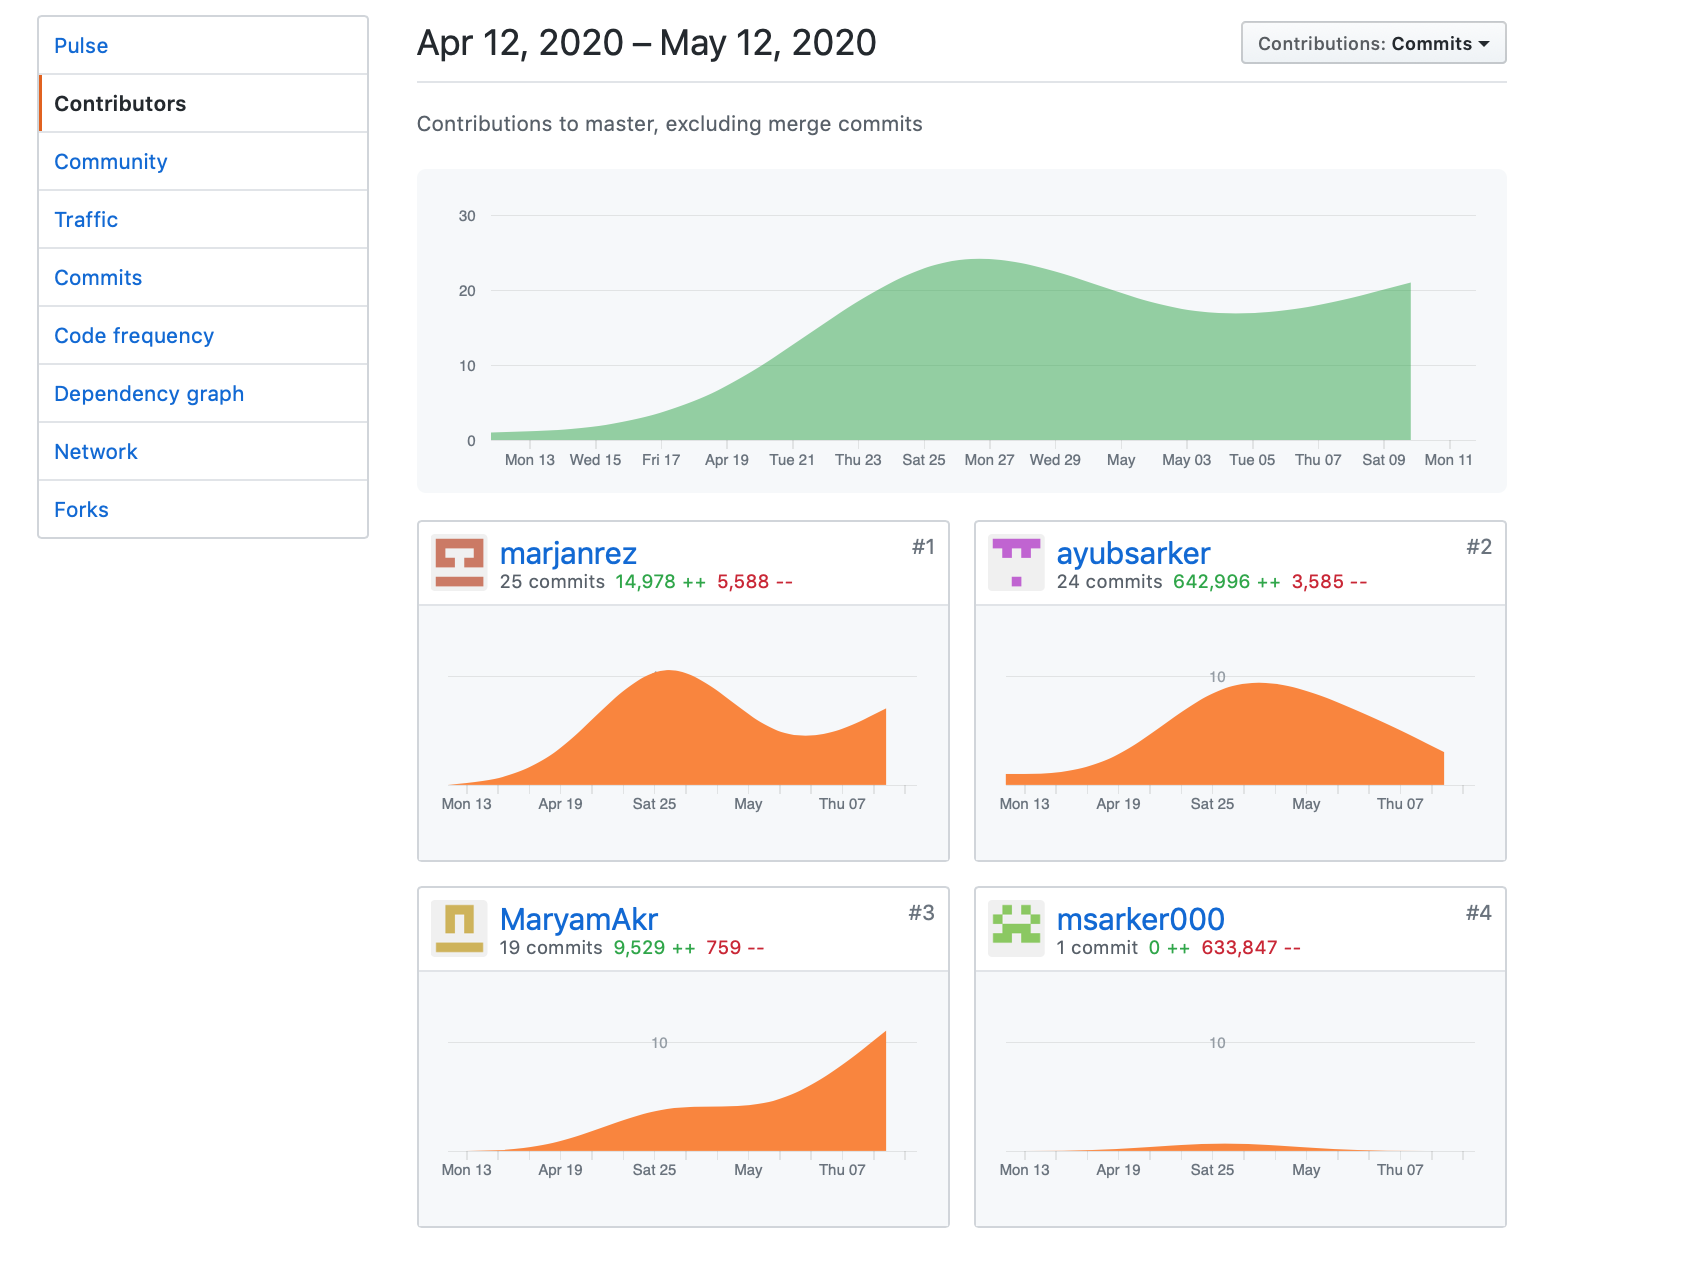 Pulse
Contributors
Community
Traffic
Commits
Code frequency
Dependency graph
Network
Forks
Apr 12, 2020 – May 12, 2020
Contributions: Commits
Contributions to master, excluding merge commits
30
20
10
0
Mon 13 Wed 15 Fri 17 Apr 19 Tue 21 Thu 23 Sat 25 Mon 27 Wed 29 May May 03 Tue 05 Thu 07 Sat 09 Mon 11
marjanrez #1
25 commits 14,978 ++ 5,588 --
Mon 13 Apr 19 Sat 25 May Thu 07
ayubsarker #2
24 commits 642,996 ++ 3,585 --
10
Mon 13 Apr 19 Sat 25 May Thu 07
MaryamAkr #3
19 commits 9,529 ++ 759 --
10
Mon 13 Apr 19 Sat 25 May Thu 07
msarker000 #4
1 commit 0 ++ 633,847 --
10
Mon 13 Apr 19 Sat 25 May Thu 07